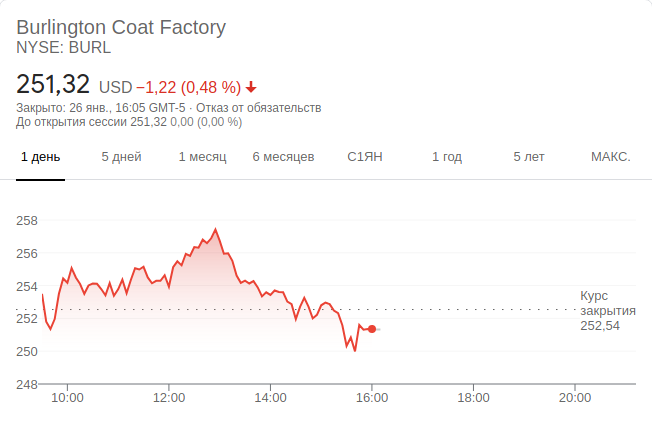 Burlington Coat Factory
NYSE: BURL
251,32 USD −1,22 (0,48 %)
Закрыто: 26 янв., 16:05 GMT-5 · Отказ от обязательств
До открытия сессии 251,32 0,00 (0,00 %)
1 день 5 дней 1 месяц 6 месяцев С1ЯН 1 год 5 лет МАКС.
258
256
254
252
250
248
Курс
закрытия
252,54
10:00 12:00 14:00 16:00 18:00 20:00